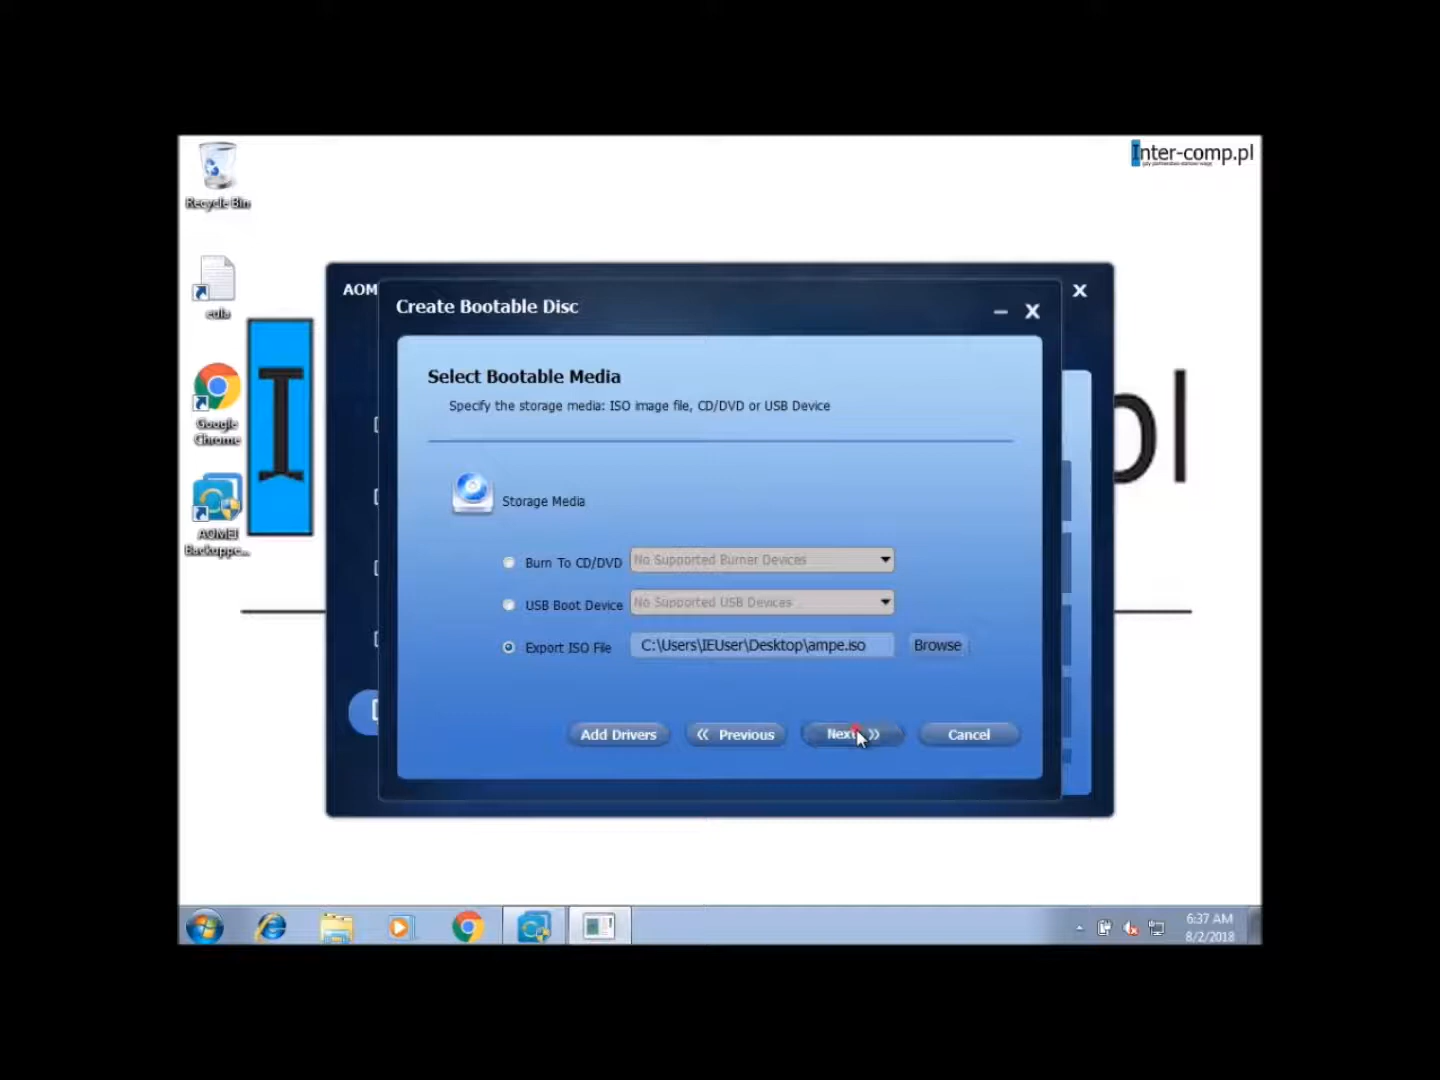 Inter-comp.pl
Recycle Bin
eula
Google
Chrome
AOMEI
Backuppe...
I
pl
AOM
Create Bootable Disc
Select Bootable Media
Specify the storage media: ISO image file, CD/DVD or USB Device
Storage Media
Burn To CD/DVD
No Supported Burner Devices
USB Boot Device
No Supported USB Devices
Export ISO File
C:\Users\IEUser\Desktop\ampe.iso
Browse
Add Drivers
Previous
Next
Cancel
6:37 AM
8/2/2018